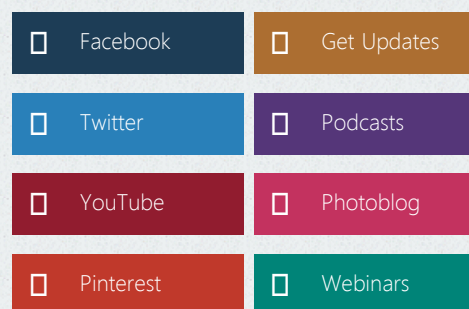 Facebook
Get Updates
Twitter
Podcasts
YouTube
Photoblog
Pinterest
Webinars